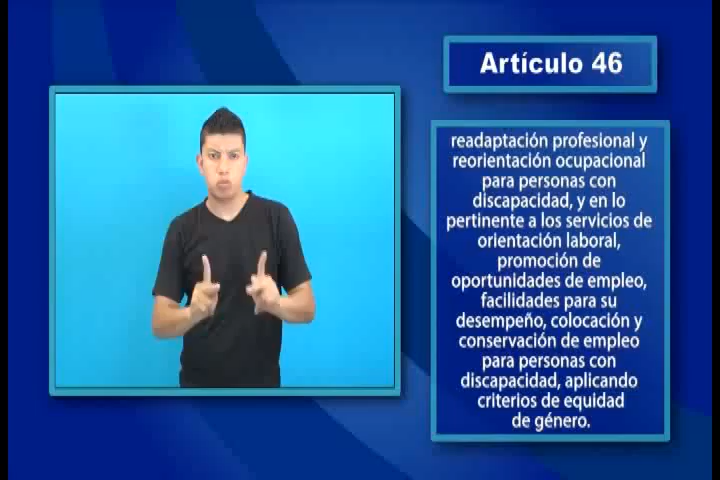 Artículo 46
readaptación profesional y
reorientación ocupacional
para personas con
discapacidad, y en lo
pertinente a los servicios de
orientación laboral,
promoción de
oportunidades de empleo,
facilidades para su
desempeño, colocación y
conservación de empleo
para personas con
discapacidad, aplicando
criterios de equidad
de género.